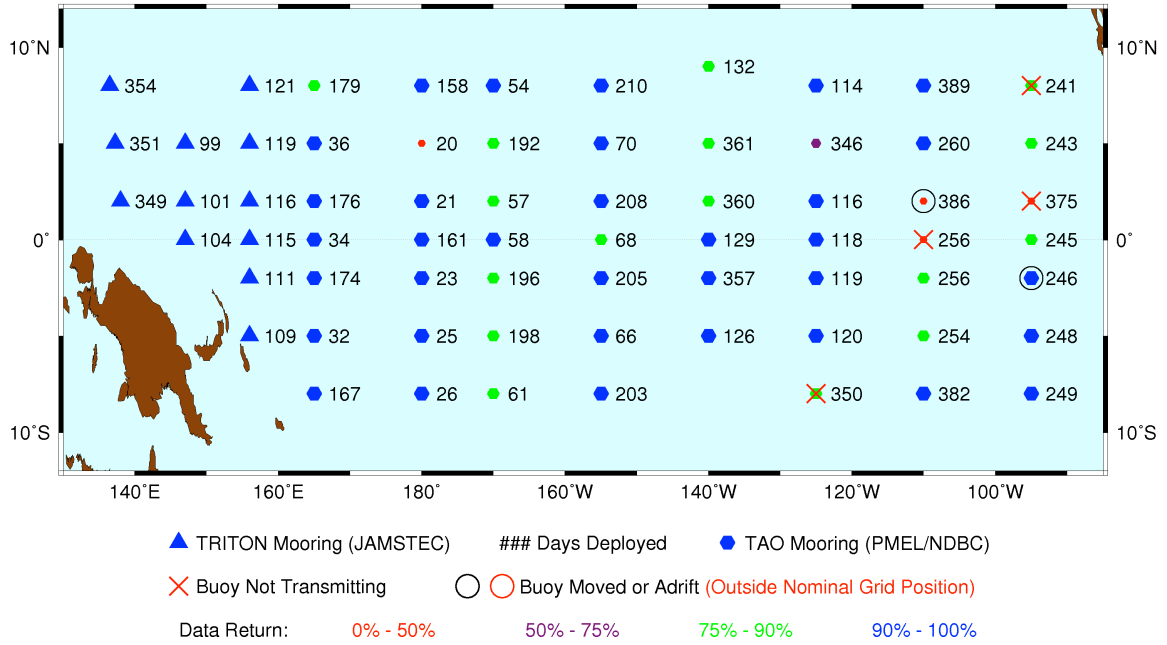 10˚N 132 10˚N
354 121 179 158 54 210 114 389 241
351 99 119 36 20 192 70 361 346 260 243
349 101 116 176 21 57 208 360 116 386 375
0˚ 104 115 34 161 58 68 129 118 256 245 0˚
111 174 23 196 205 357 119 256 246
109 32 25 198 66 126 120 254 248
167 26 61 203 350 382 249
10˚S 10˚S
140˚E 160˚E 180˚ 160˚W 140˚W 120˚W 100˚W
TRITON Mooring (JAMSTEC) ### Days Deployed TAO Mooring (PMEL/NDBC)
Buoy Not Transmitting Buoy Moved or Adrift (Outside Nominal Grid Position)
Data Return: 0% - 50% 50% - 75% 75% - 90% 90% - 100%